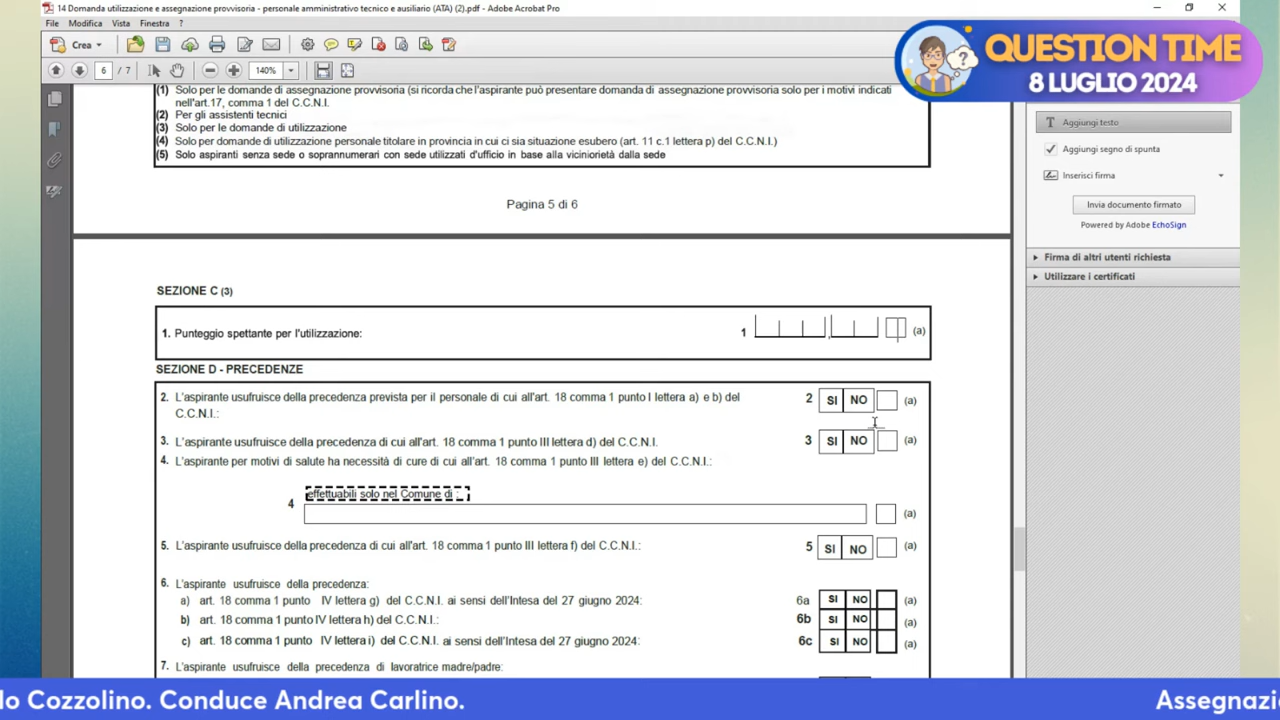 14 Domanda utilizzazione e assegnazione provvisoria - personale amministrativo tecnico e ausiliario (ATA) (2).pdf - Adobe Acrobat Pro
File Modifica Vista Finestra ?
Crea
6 / 7 140%
QUESTION TIME
8 LUGLIO 2024
(1) Solo per le domande di assegnazione provvisoria (si ricorda che l'aspirante può presentare domanda di assegnazione provvisoria solo per i motivi indicati
nell'art.17, comma 1 del C.C.N.I.
(2) Per gli assistenti tecnici
(3) Solo per le domande di utilizzazione
(4) Solo per domande di utilizzazione personale titolare in provincia in cui ci sia situazione esubero (art. 11 c.1 lettera p) del C.C.N.I.)
(5) Solo aspiranti senza sede o soprannumerari con sede utilizzati d'ufficio in base alla viciniorietà dalla sede
Pagina 5 di 6
Aggiungi testo
Aggiungi segno di spunta
Inserisci firma
Invia documento firmato
Powered by Adobe EchoSign
Firma di altri utenti richiesta
Utilizzare i certificati
SEZIONE C (3)
1. Punteggio spettante per l'utilizzazione: 1 , (a)
SEZIONE D - PRECEDENZE
2. L'aspirante usufruisce della precedenza prevista per il personale di cui all'art. 18 comma 1 punto I lettera a) e b) del 2 SI NO (a)
C.C.N.I.:
3. L'aspirante usufruisce della precedenza di cui all'art. 18 comma 1 punto III lettera d) del C.C.N.I. 3 SI NO (a)
4. L'aspirante per motivi di salute ha necessità di cure di cui all'art. 18 comma 1 punto III lettera e) del C.C.N.I.:
effettuabili solo nel Comune di :
4 (a)
5. L'aspirante usufruisce della precedenza di cui all'art. 18 comma 1 punto III lettera f) del C.C.N.I.: 5 SI NO (a)
6. L'aspirante usufruisce della precedenza:
a) art. 18 comma 1 punto IV lettera g) del C.C.N.I. ai sensi dell'Intesa del 27 giugno 2024: 6a SI NO (a)
b) art. 18 comma 1 punto IV lettera h) del C.C.N.I.: 6b SI NO (a)
c) art. 18 comma 1 punto IV lettera i) del C.C.N.I. ai sensi dell'Intesa del 27 giugno 2024: 6c SI NO (a)
7. L'aspirante usufruisce della precedenza di lavoratrice madre/padre:
lo Cozzolino. Conduce Andrea Carlino. Assegnazi